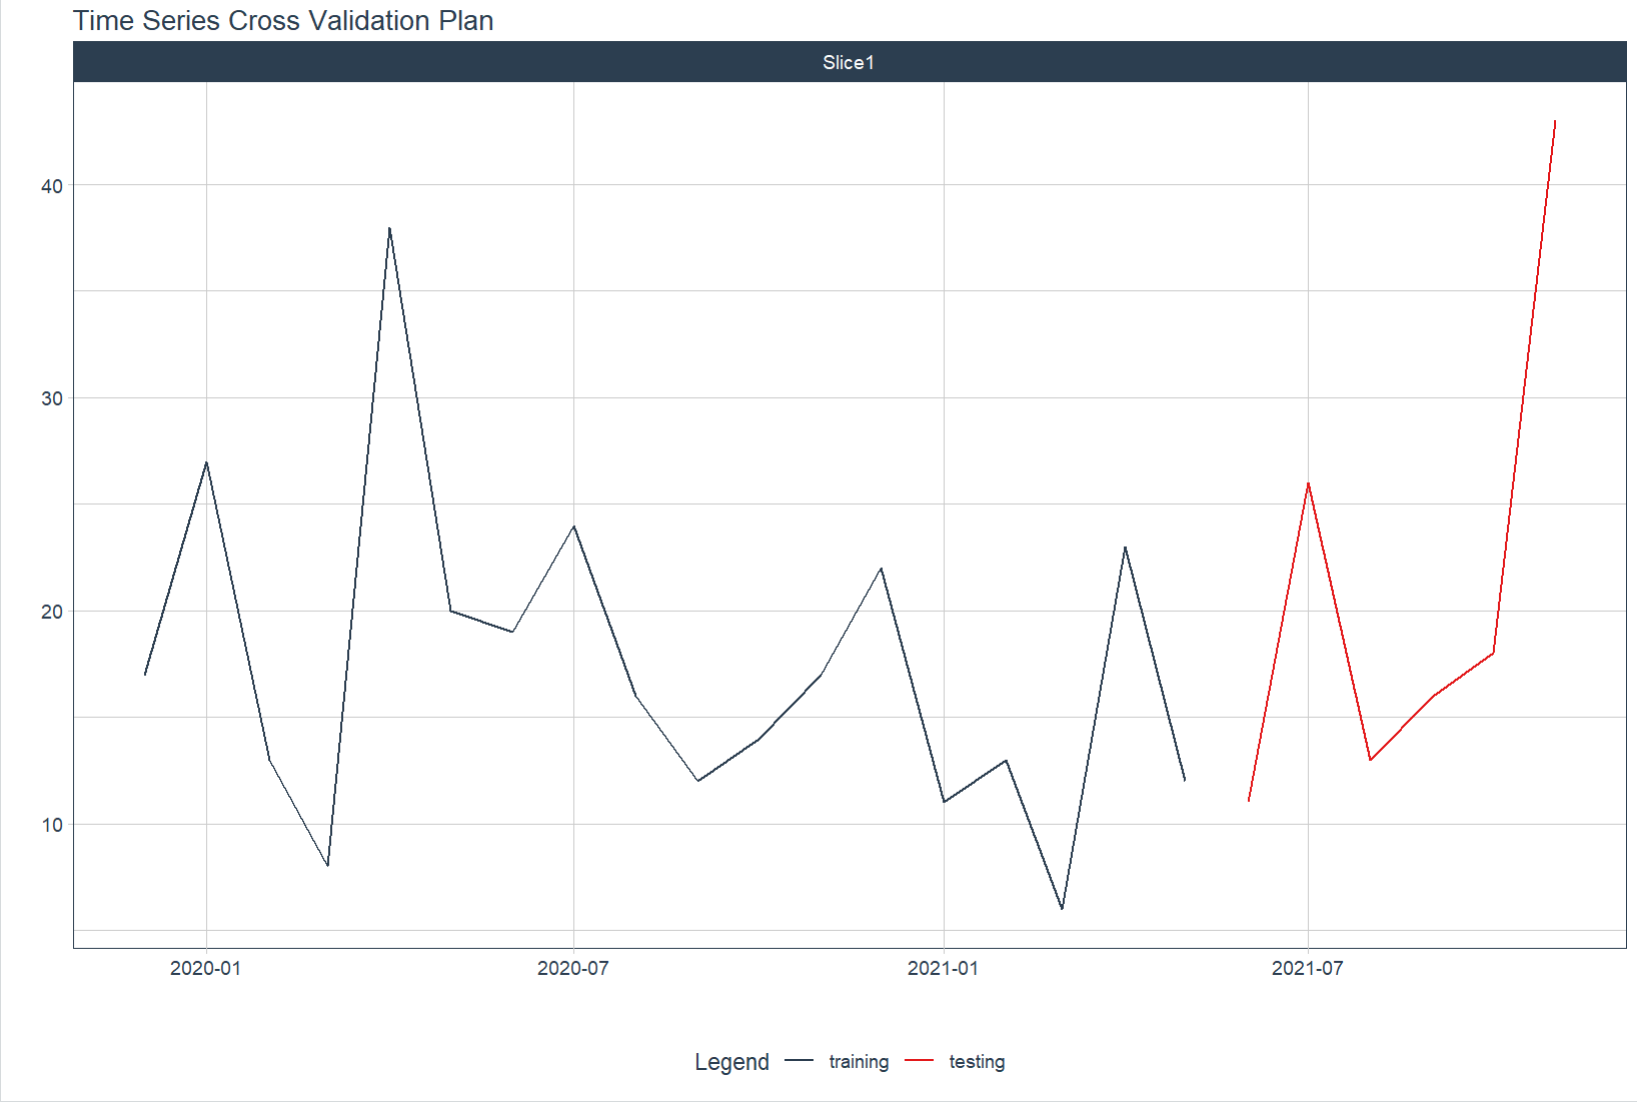 Time Series Cross Validation Plan
Slice1
40
30
20
10
2020-01 2020-07 2021-01 2021-07
Legend training testing